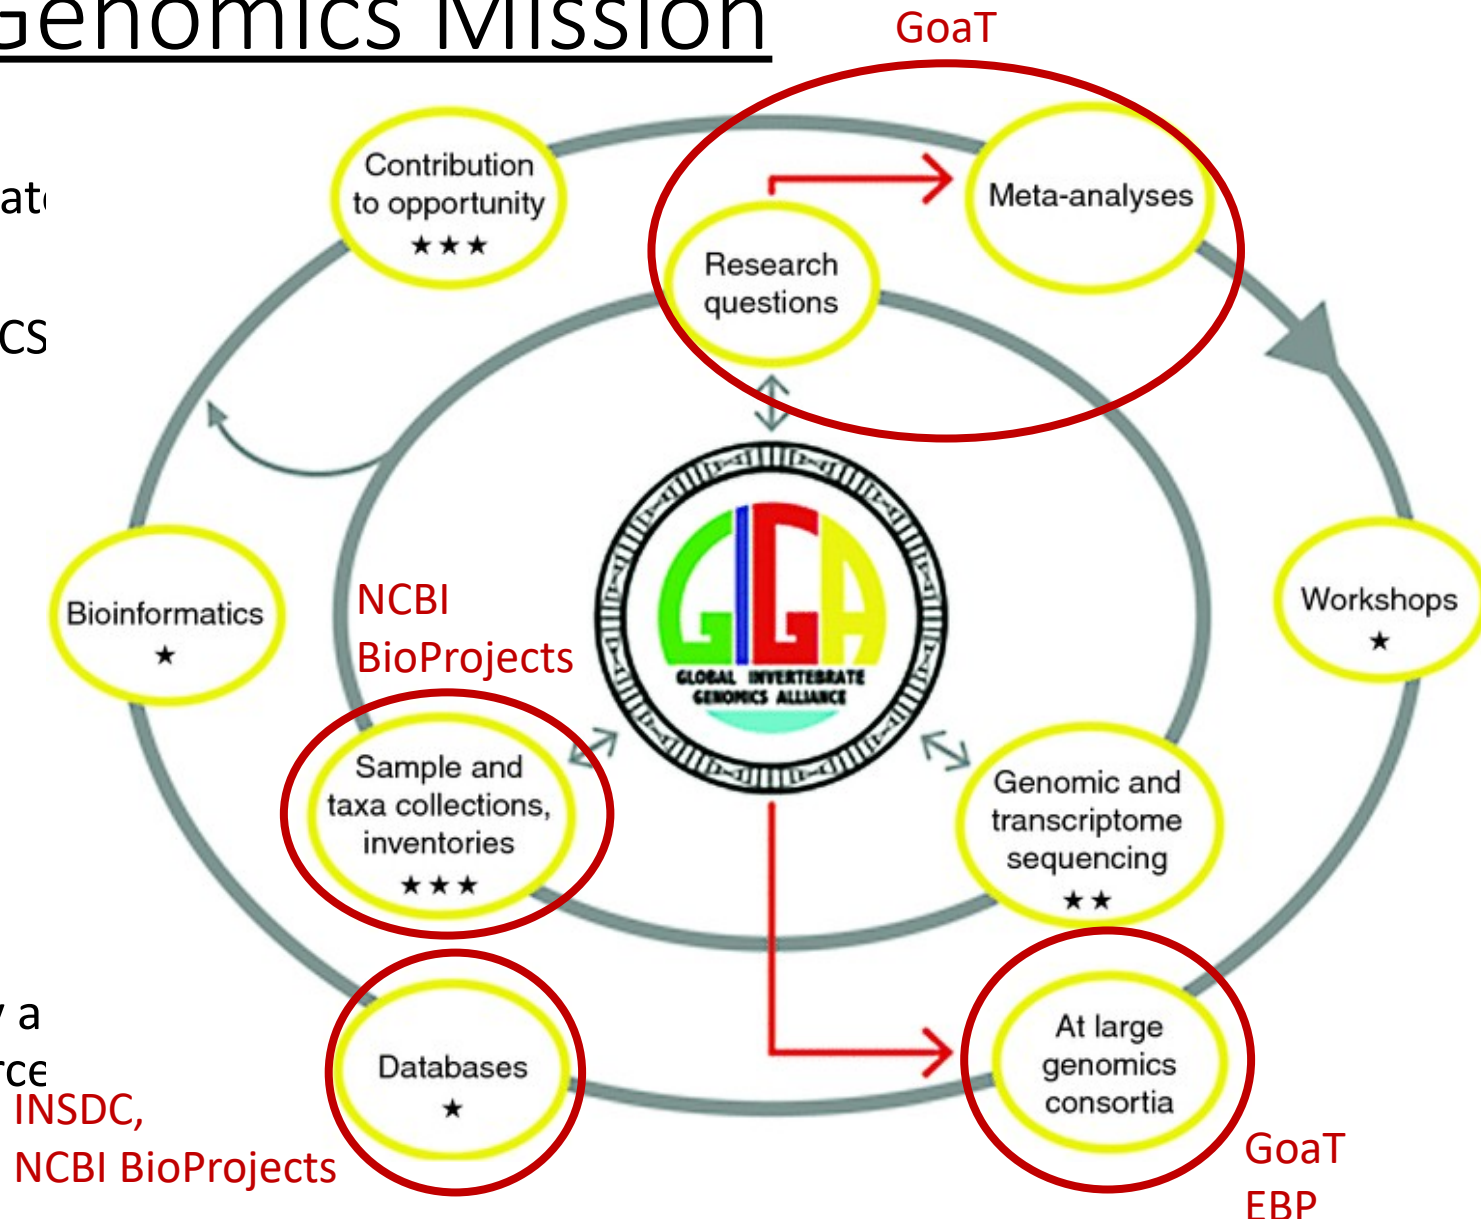 Genomics Mission
GoaT
Contribution
to opportunity
★★★
Meta-analyses
Research
questions
NCBI
BioProjects
Bioinformatics
★
GIGA
GLOBAL INVERTEBRATE
GENOMICS ALLIANCE
Workshops
★
Sample and
taxa collections,
inventories
★★★
Genomic and
transcriptome
sequencing
★★
Databases
★
At large
genomics
consortia
a
INSDC,
NCBI BioProjects
GoaT
EBP